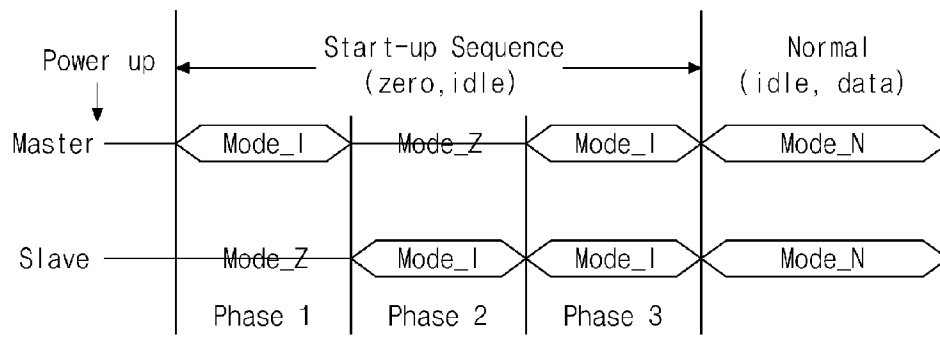 Power up
Start-up Sequence
(zero,idle)
Normal
(idle, data)
Master Mode_I Mode_Z Mode_I Mode_N
Slave Mode_Z Mode_I Mode_I Mode_N
Phase 1 Phase 2 Phase 3